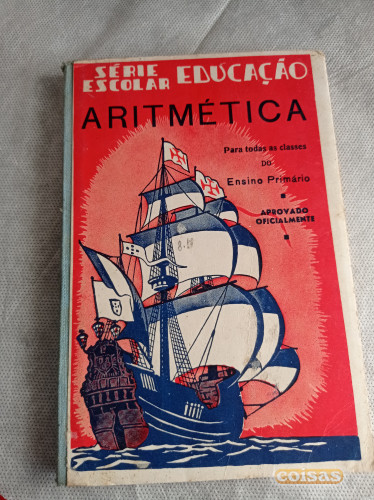 SÉRIE ESCOLAR EDUCAÇÃO
ARITMÉTICA
Para todas as classes
DO
Ensino Primário
APROVADO
OFICIALMENTE
coisas